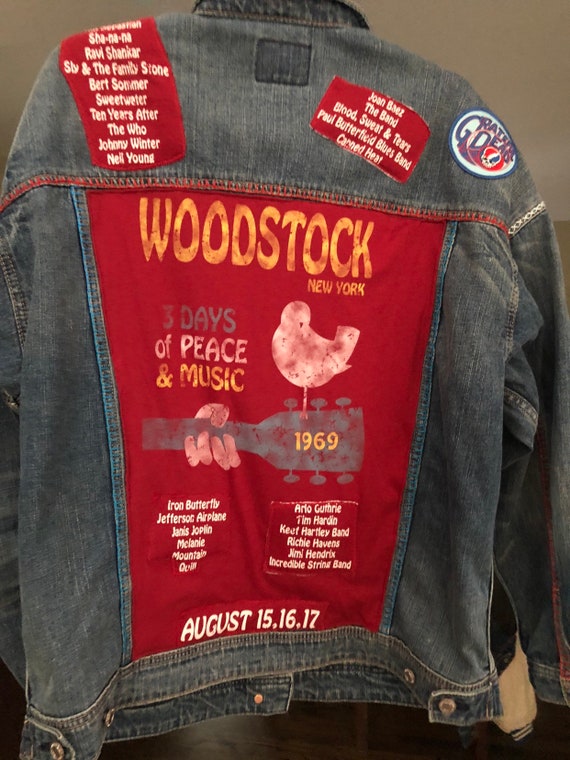 Sha-na-na
Ravi Shankar
Sly & The Family Stone
Bert Sommer
Sweetwater
Ten Years After
The Who
Johnny Winter
Neil Young
Joan Baez
The Band
Blood, Sweat & Tears
Paul Butterfield Blues Band
Canned Heat
GRATEFUL DEAD
WOODSTOCK
NEW YORK
3 DAYS
of PEACE
& MUSIC
1969
Iron Butterfly
Jefferson Airplane
Janis Joplin
Melanie
Mountain
Quill
Arlo Guthrie
Tim Hardin
Keef Hartley Band
Richie Havens
Jimi Hendrix
Incredible String Band
AUGUST 15.16.17